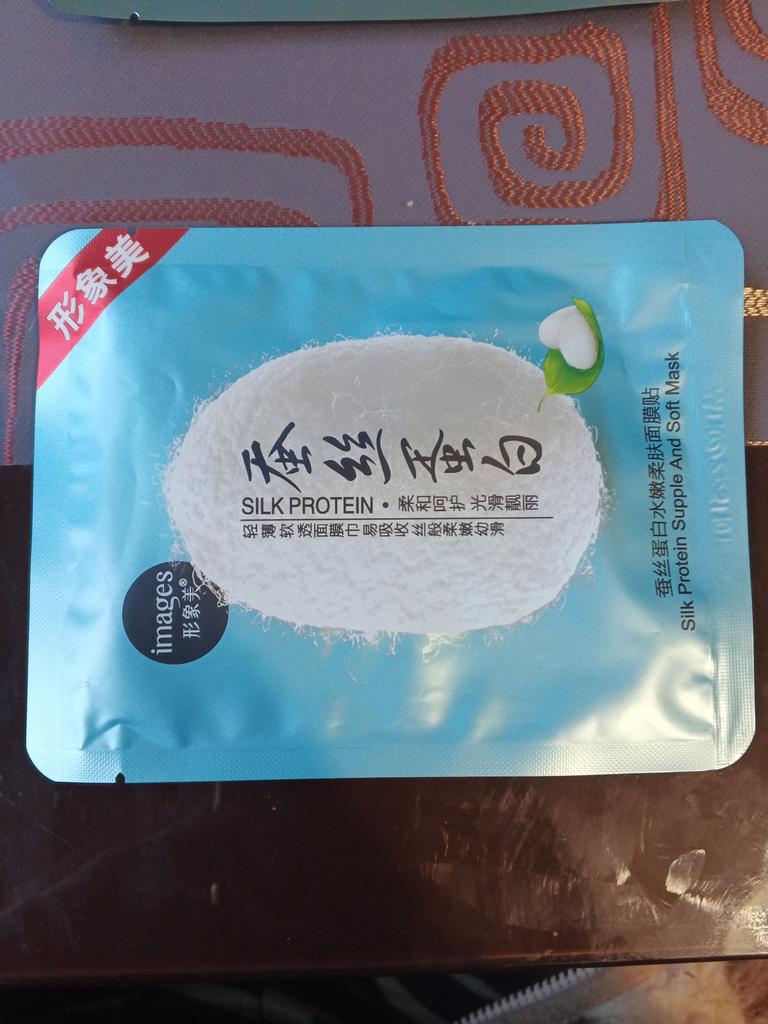 形象美
images
形象美®
蚕丝蛋白
SILK PROTEIN • 柔和呵护 光滑靓丽
轻薄软透面膜巾易吸收 丝般柔嫩幼滑
蚕丝蛋白水嫩柔肤面膜贴
Silk Protein Supple And Soft Mask